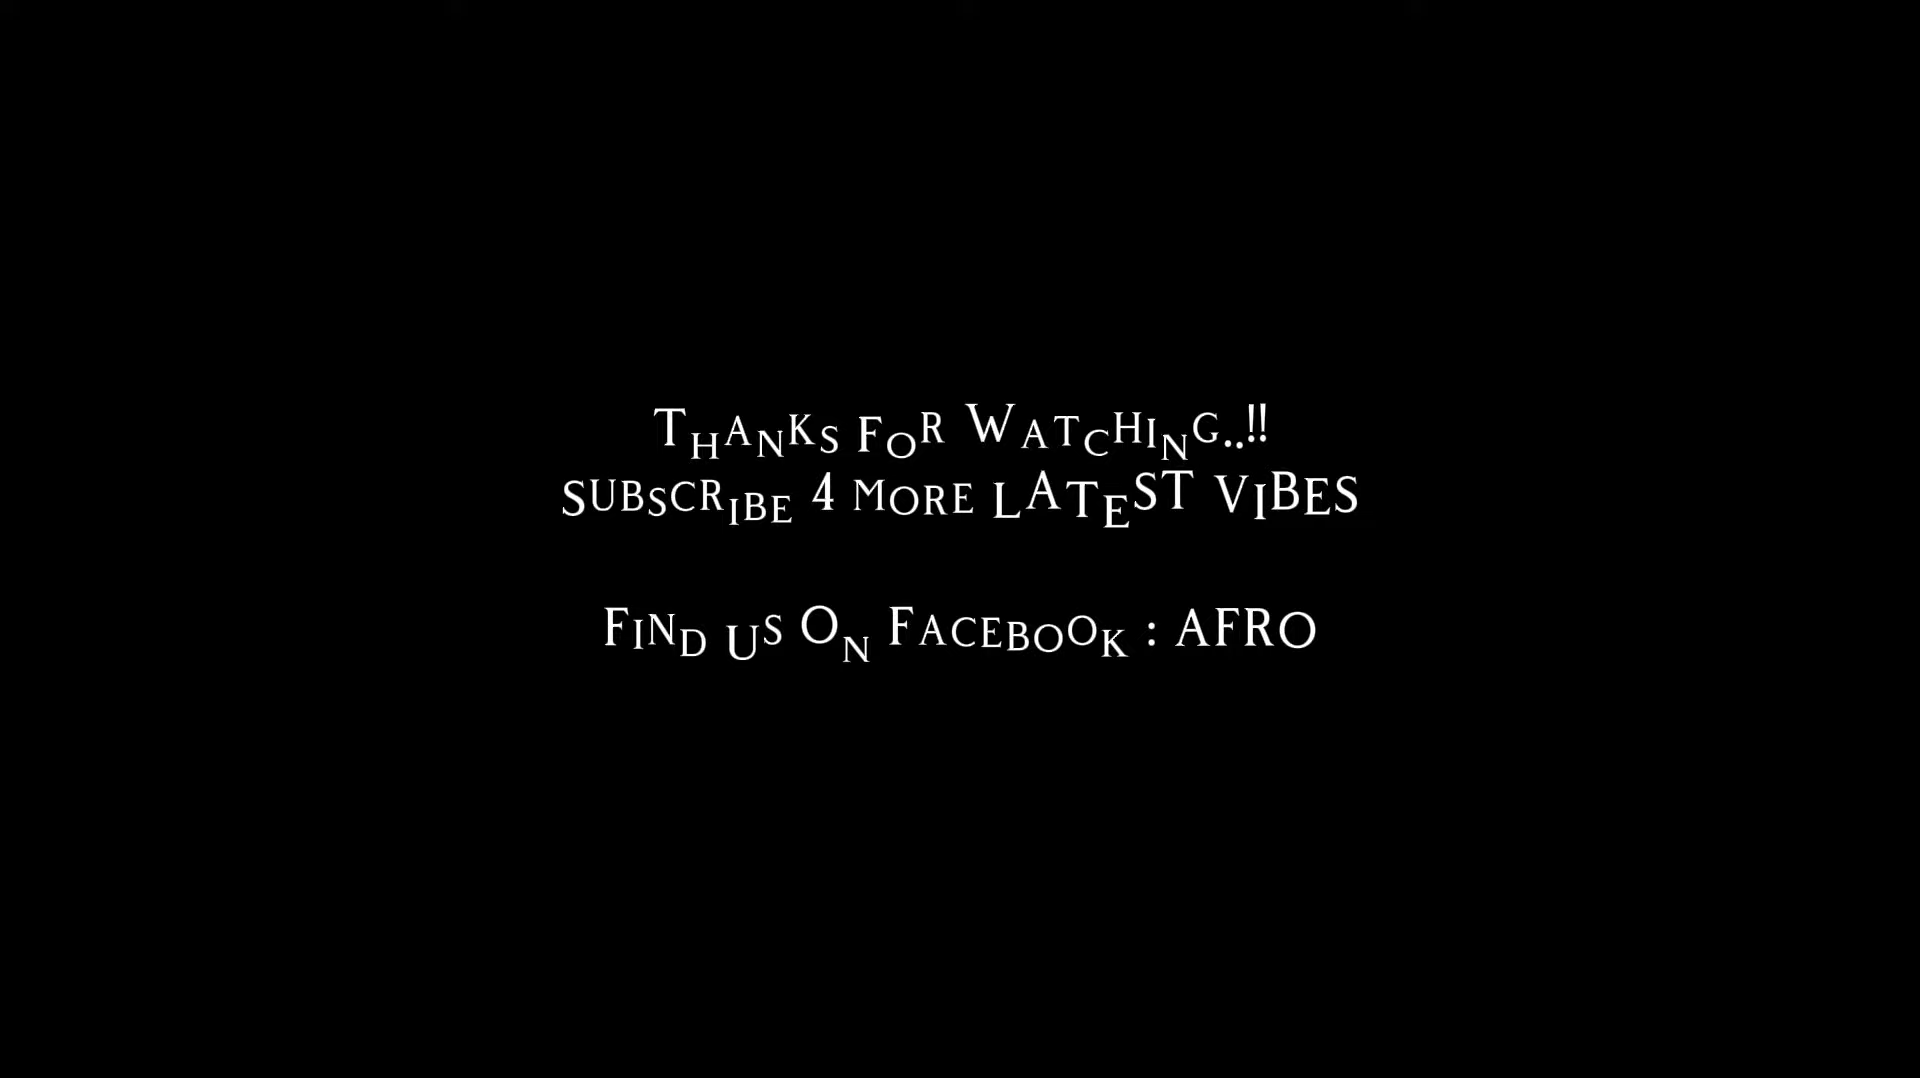 Thanks for Watching..!!
subscribe 4 more LATEST VIBES
Find us On Facebook : AFRO